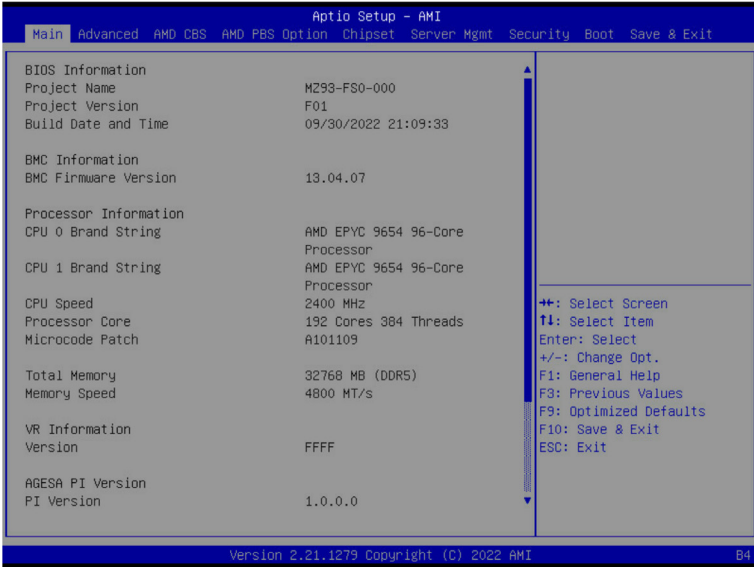 Aptio Setup – AMI
Main Advanced AMD CBS AMD PBS Option Chipset Server Mgmt Security Boot Save & Exit
BIOS Information
Project Name MZ93-FS0-000
Project Version F01
Build Date and Time 09/30/2022 21:09:33
BMC Information
BMC Firmware Version 13.04.07
Processor Information
CPU 0 Brand String AMD EPYC 9654 96-Core
Processor
CPU 1 Brand String AMD EPYC 9654 96-Core
Processor
CPU Speed 2400 MHz
Processor Core 192 Cores 384 Threads
Microcode Patch A101109
Total Memory 32768 MB (DDR5)
Memory Speed 4800 MT/s
VR Information
Version FFFF
AGESA PI Version
PI Version 1.0.0.0
→←: Select Screen
↑↓: Select Item
Enter: Select
+/-: Change Opt.
F1: General Help
F3: Previous Values
F9: Optimized Defaults
F10: Save & Exit
ESC: Exit
Version 2.21.1279 Copyright (C) 2022 AMI
B4